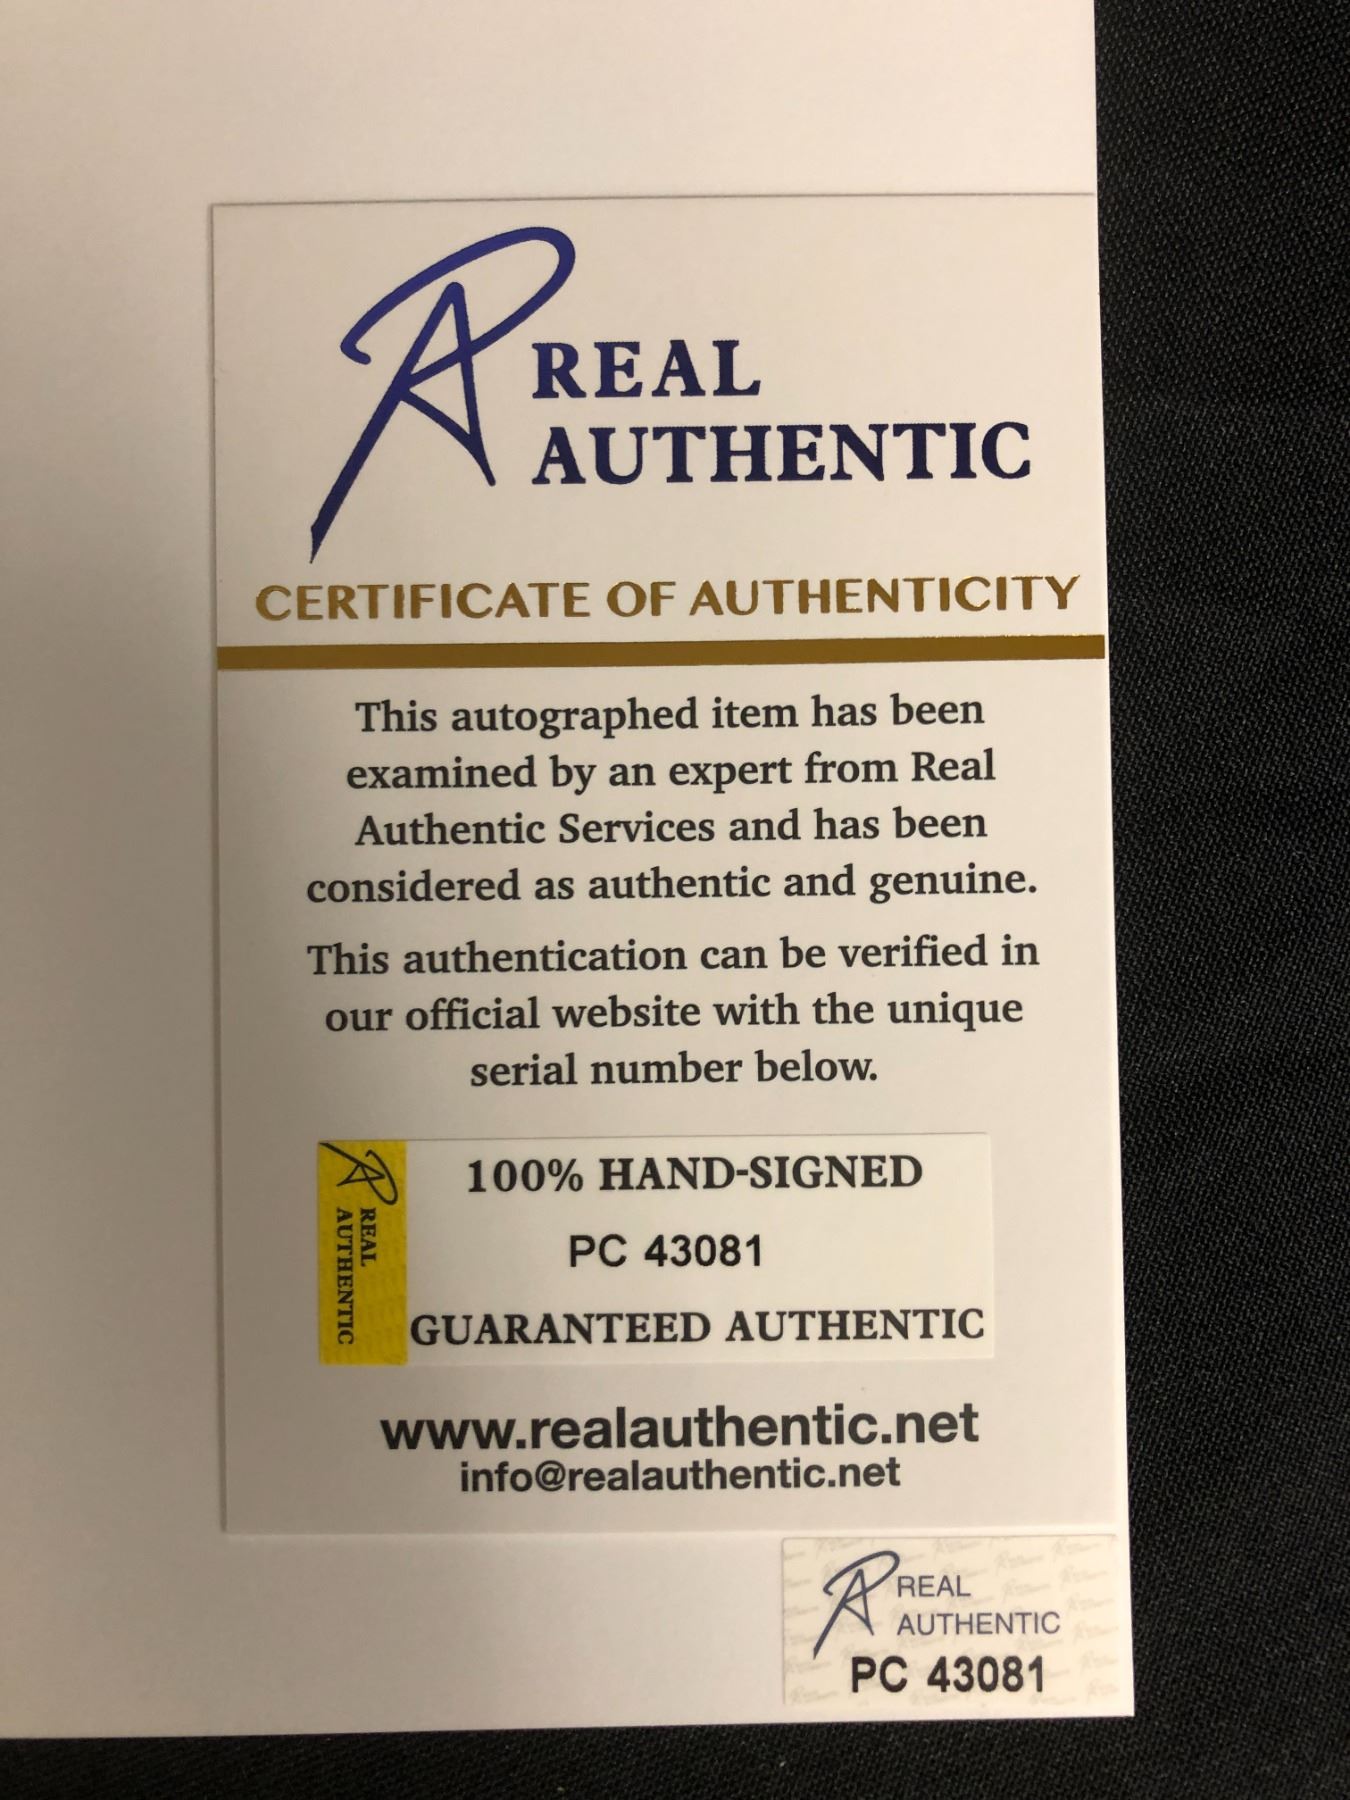 REAL
AUTHENTIC
CERTIFICATE OF AUTHENTICITY
This autographed item has been
examined by an expert from Real
Authentic Services and has been
considered as authentic and genuine.
This authentication can be verified in
our official website with the unique
serial number below.
REAL
AUTHENTIC
100% HAND-SIGNED
PC 43081
GUARANTEED AUTHENTIC
www.realauthentic.net
info@realauthentic.net
REAL
AUTHENTIC
PC 43081